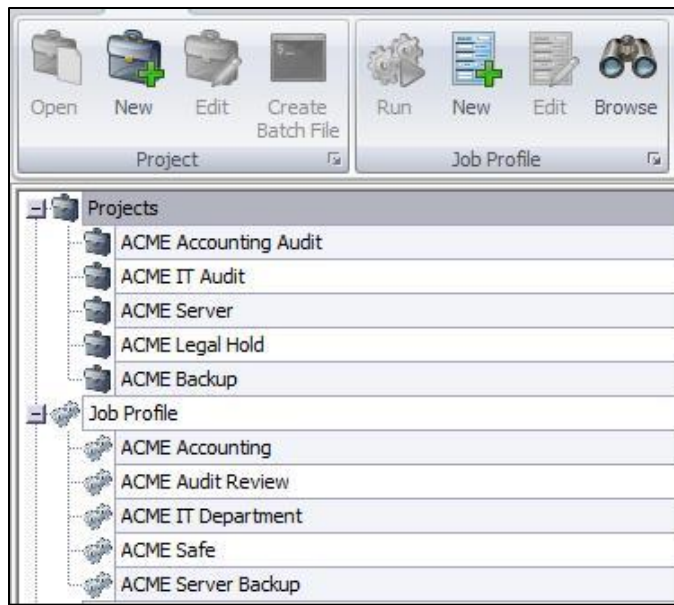 Open New Edit Create Batch File Run New Edit Browse
Project Job Profile
Projects
ACME Accounting Audit
ACME IT Audit
ACME Server
ACME Legal Hold
ACME Backup
Job Profile
ACME Accounting
ACME Audit Review
ACME IT Department
ACME Safe
ACME Server Backup